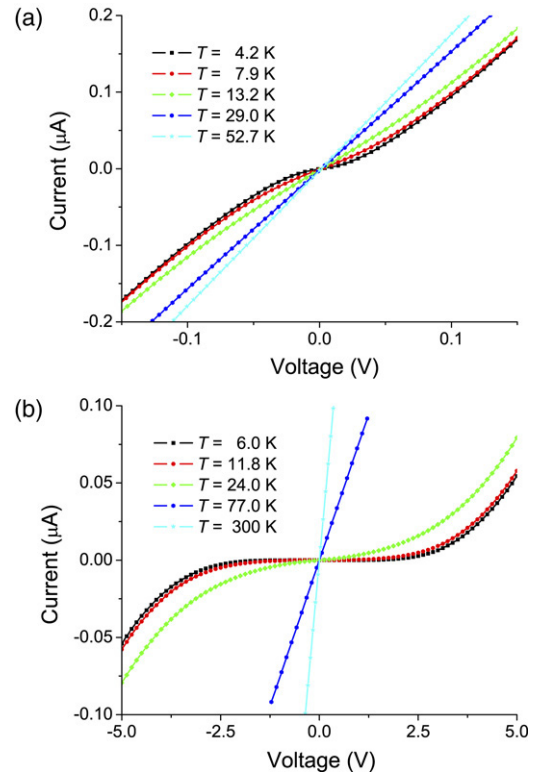 (a)
0.2
T = 4.2 K
T = 7.9 K
T = 13.2 K
T = 29.0 K
T = 52.7 K
0.1
0.0
-0.1
-0.2
Current (μA)
-0.1 0.0 0.1
Voltage (V)
(b)
0.10
T = 6.0 K
T = 11.8 K
T = 24.0 K
T = 77.0 K
T = 300 K
0.05
0.00
-0.05
-0.10
Current (μA)
-5.0 -2.5 0.0 2.5 5.0
Voltage (V)